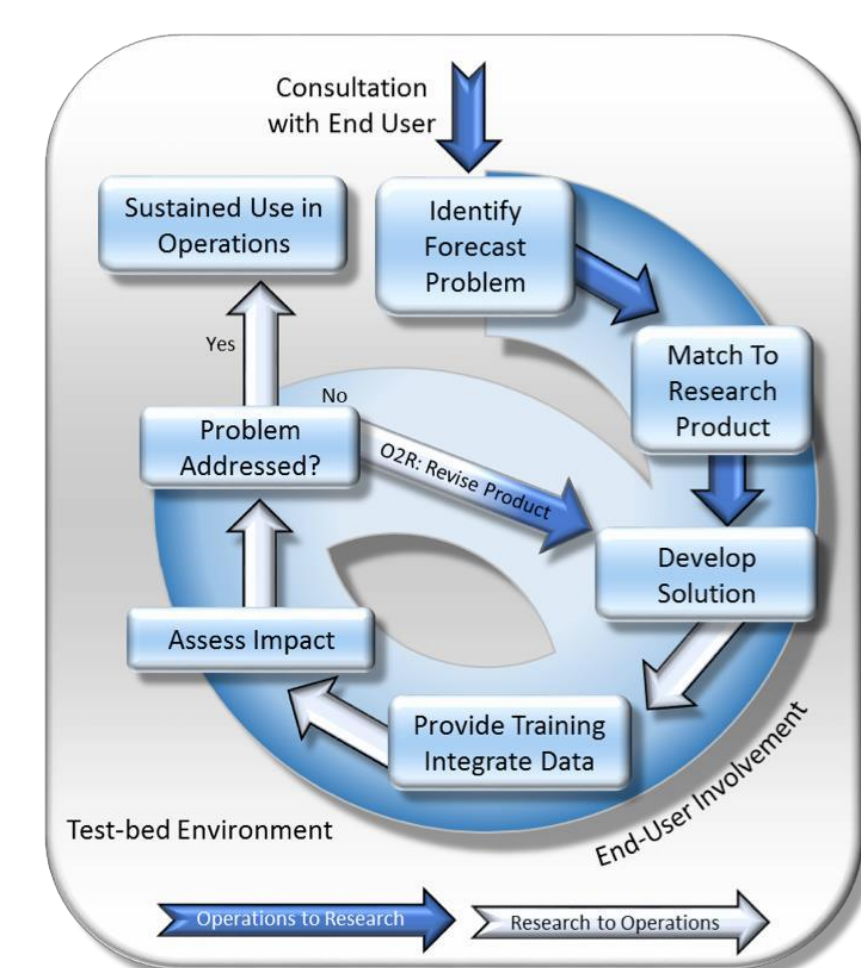 Consultation
with End User
Sustained Use in
Operations
Identify
Forecast
Problem
Yes
Match To
Research
Product
No
Problem
Addressed?
O2R: Revise Product
Develop
Solution
Assess Impact
Provide Training
Integrate Data
Test-bed Environment
End-User Involvement
Operations to Research
Research to Operations